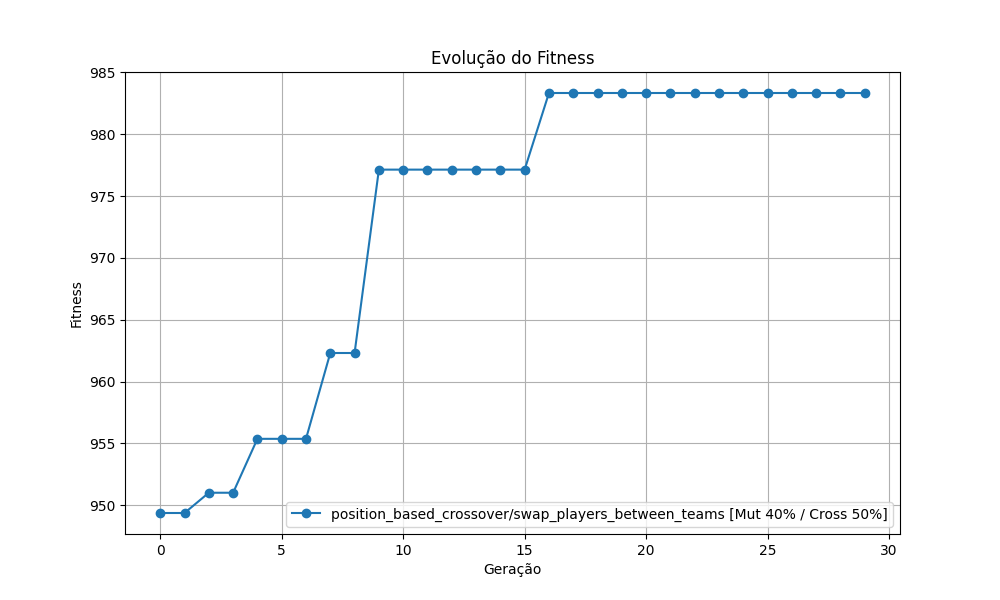 Evolução do Fitness
985
980
975
970
965
960
955
950
Fitness
position_based_crossover/swap_players_between_teams [Mut 40% / Cross 50%]
0 5 10 15 20 25 30
Geração